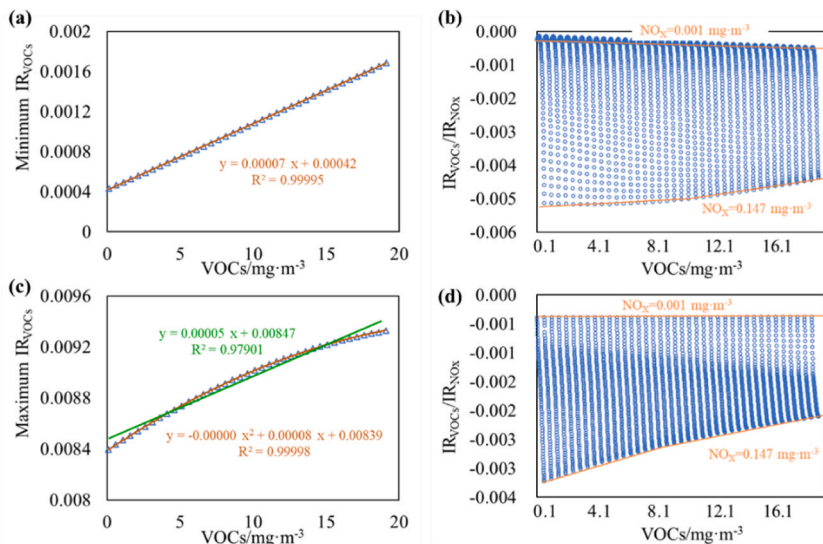 (a)
0.002
0.0016
0.0012
0.0008
0.0004
0
Minimum IR_VOCs
y = 0.00007 x + 0.00042
R² = 0.99995
0 5 10 15 20
VOCs/mg·m⁻³
(b)
0.000
-0.001
-0.002
-0.003
-0.004
-0.005
-0.006
IR_VOCs/IR_NOx
NO_X=0.001 mg·m⁻³
NO_X=0.147 mg·m⁻³
0.1 4.1 8.1 12.1 16.1
VOCs/mg·m⁻³
(c)
0.0096
0.0092
0.0088
0.0084
0.008
Maximum IR_VOCs
y = 0.00005 x + 0.00847
R² = 0.97901
y = -0.00000 x² + 0.00008 x + 0.00839
R² = 0.99998
0 5 10 15 20
VOCs/mg·m⁻³
(d)
0.000
-0.001
-0.001
-0.002
-0.002
-0.003
-0.003
-0.004
IR_VOCs/IR_NOx
NO_X=0.001 mg·m⁻³
NO_X=0.147 mg·m⁻³
0.1 4.1 8.1 12.1 16.1
VOCs/mg·m⁻³